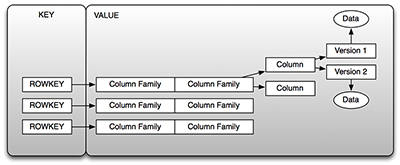 KEY
VALUE
Data
Version 1
Column
Version 2
ROWKEY
Column Family
Column Family
Column
ROWKEY
Column Family
Column Family
Data
ROWKEY
Column Family
Column Family